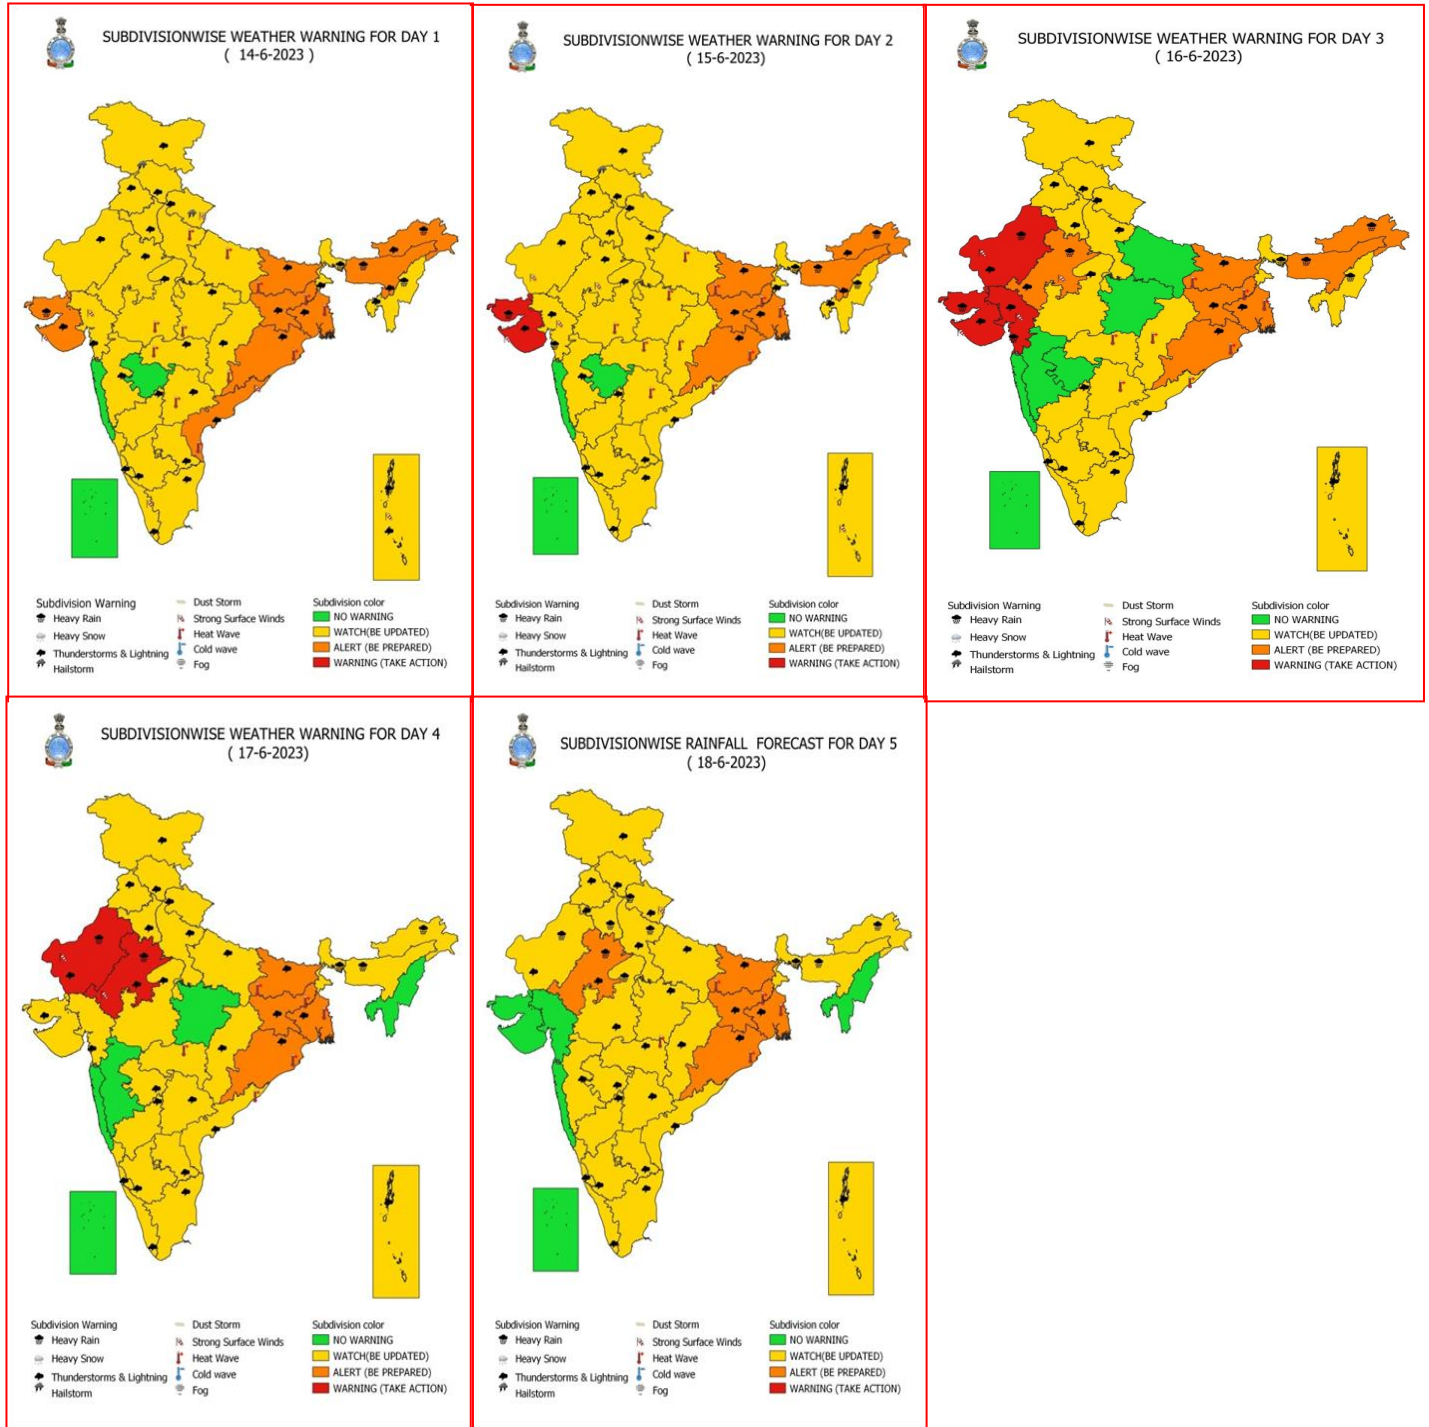 SUBDIVISIONWISE WEATHER WARNING FOR DAY 1
( 14-6-2023 )
Subdivision Warning
Heavy Rain
Heavy Snow
Thunderstorms & Lightning
Hailstorm
Dust Storm
Strong Surface Winds
Heat Wave
Cold wave
Fog
Subdivision color
NO WARNING
WATCH(BE UPDATED)
ALERT (BE PREPARED)
WARNING (TAKE ACTION)
SUBDIVISIONWISE WEATHER WARNING FOR DAY 2
( 15-6-2023)
Subdivision Warning
Heavy Rain
Heavy Snow
Thunderstorms & Lightning
Hailstorm
Dust Storm
Strong Surface Winds
Heat Wave
Cold wave
Fog
Subdivision color
NO WARNING
WATCH(BE UPDATED)
ALERT (BE PREPARED)
WARNING (TAKE ACTION)
SUBDIVISIONWISE WEATHER WARNING FOR DAY 3
( 16-6-2023)
Subdivision Warning
Heavy Rain
Heavy Snow
Thunderstorms & Lightning
Hailstorm
Dust Storm
Strong Surface Winds
Heat Wave
Cold wave
Fog
Subdivision color
NO WARNING
WATCH(BE UPDATED)
ALERT (BE PREPARED)
WARNING (TAKE ACTION)
SUBDIVISIONWISE WEATHER WARNING FOR DAY 4
( 17-6-2023)
Subdivision Warning
Heavy Rain
Heavy Snow
Thunderstorms & Lightning
Hailstorm
Dust Storm
Strong Surface Winds
Heat Wave
Cold wave
Fog
Subdivision color
NO WARNING
WATCH(BE UPDATED)
ALERT (BE PREPARED)
WARNING (TAKE ACTION)
SUBDIVISIONWISE RAINFALL FORECAST FOR DAY 5
( 18-6-2023)
Subdivision Warning
Heavy Rain
Heavy Snow
Thunderstorms & Lightning
Hailstorm
Dust Storm
Strong Surface Winds
Heat Wave
Cold wave
Fog
Subdivision color
NO WARNING
WATCH(BE UPDATED)
ALERT (BE PREPARED)
WARNING (TAKE ACTION)